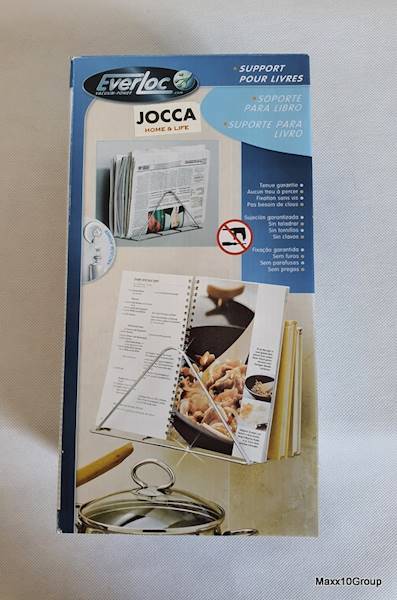 EverLoc
VACUUM-POWER .com
JOCCA
HOME & LIFE
• SUPPORT
POUR LIVRES
• SOPORTE
PARA LIBRO
• SUPORTE PARA
LIVRO
Tenue garantie •
Aucun trou à percer •
Fixation sans vis •
Pas besoin de clous •
Sujeción garantizada •
Sin taladrar •
Sin tornillos •
Sin clavos •
Fixação garantida •
Sem furos •
Sem parafusos •
Sem pregos •
Maxx10Group